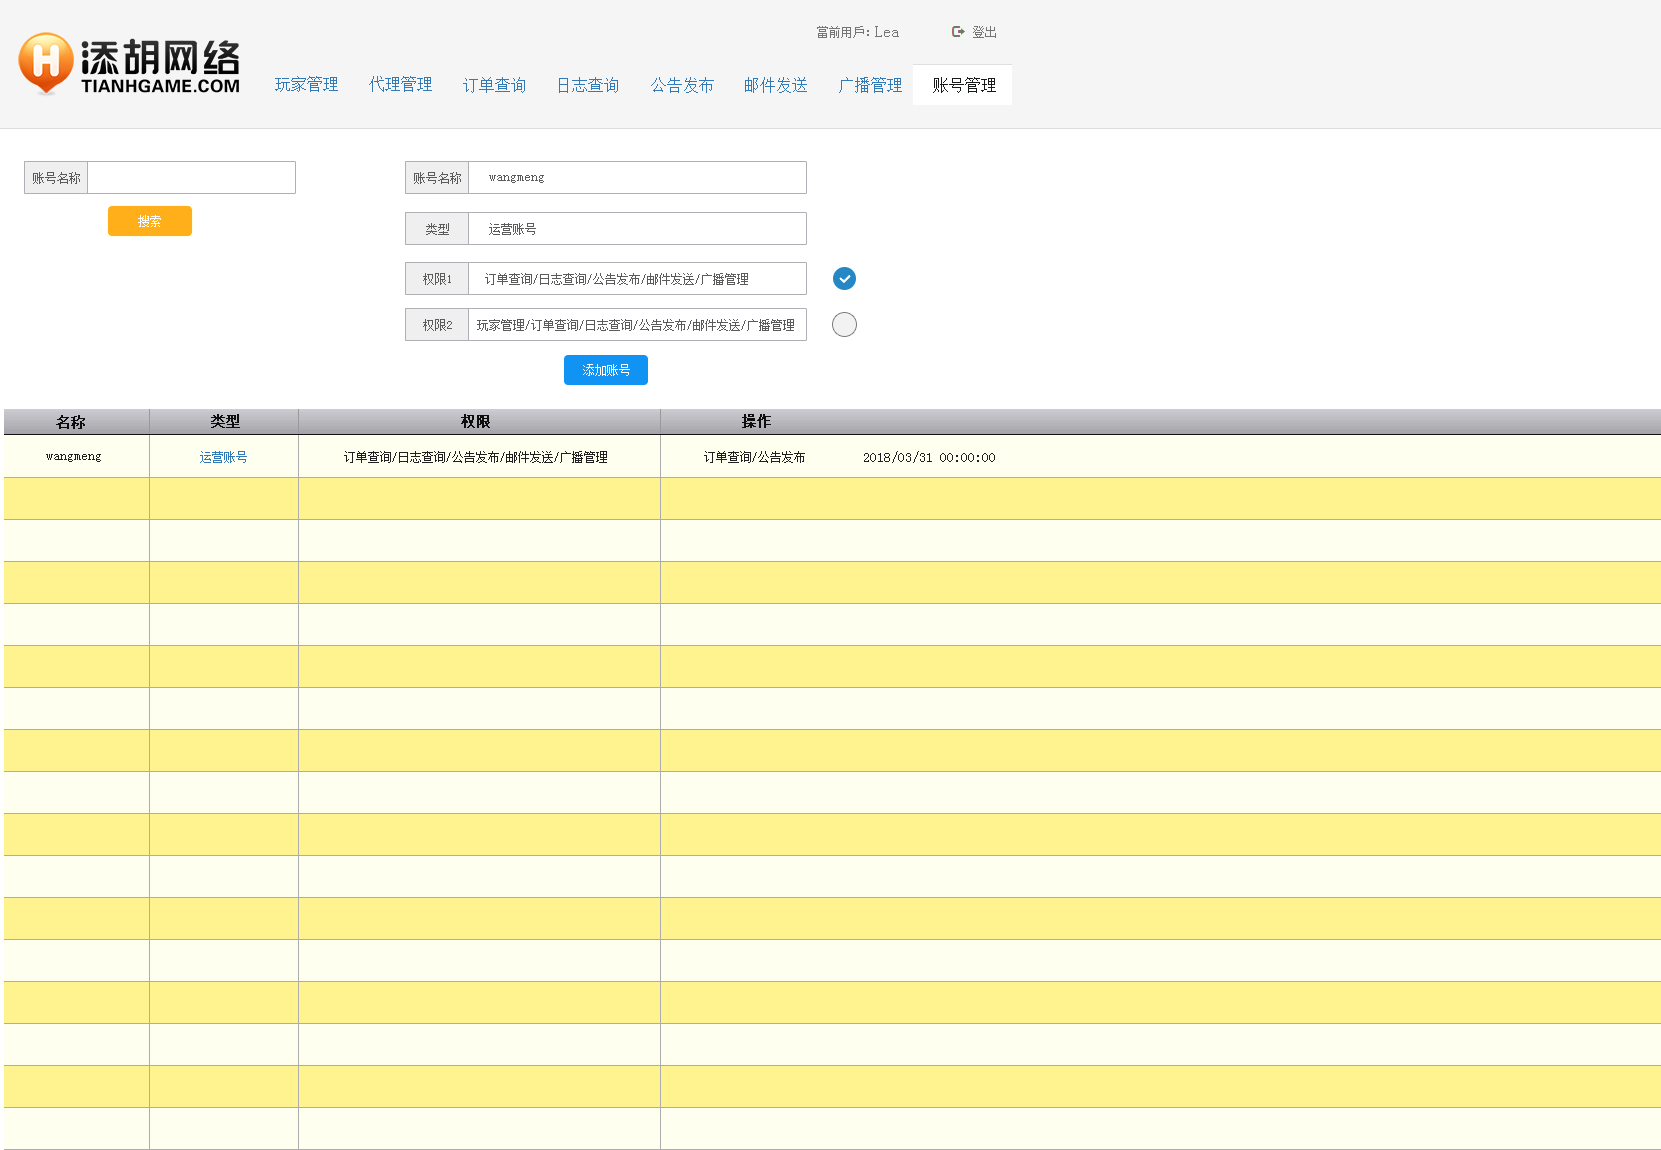 當前用戶: Lea 登出
H 添胡网络
TIANHGAME.COM
玩家管理 代理管理 订单查询 日志查询 公告发布 邮件发送 广播管理 账号管理
账号名称
搜索
账号名称 wangmeng
类型 运营账号
权限1 订单查询/日志查询/公告发布/邮件发送/广播管理
权限2 玩家管理/订单查询/日志查询/公告发布/邮件发送/广播管理
添加账号
名称 类型 权限 操作
wangmeng 运营账号 订单查询/日志查询/公告发布/邮件发送/广播管理 订单查询/公告发布 2018/03/31 00:00:00